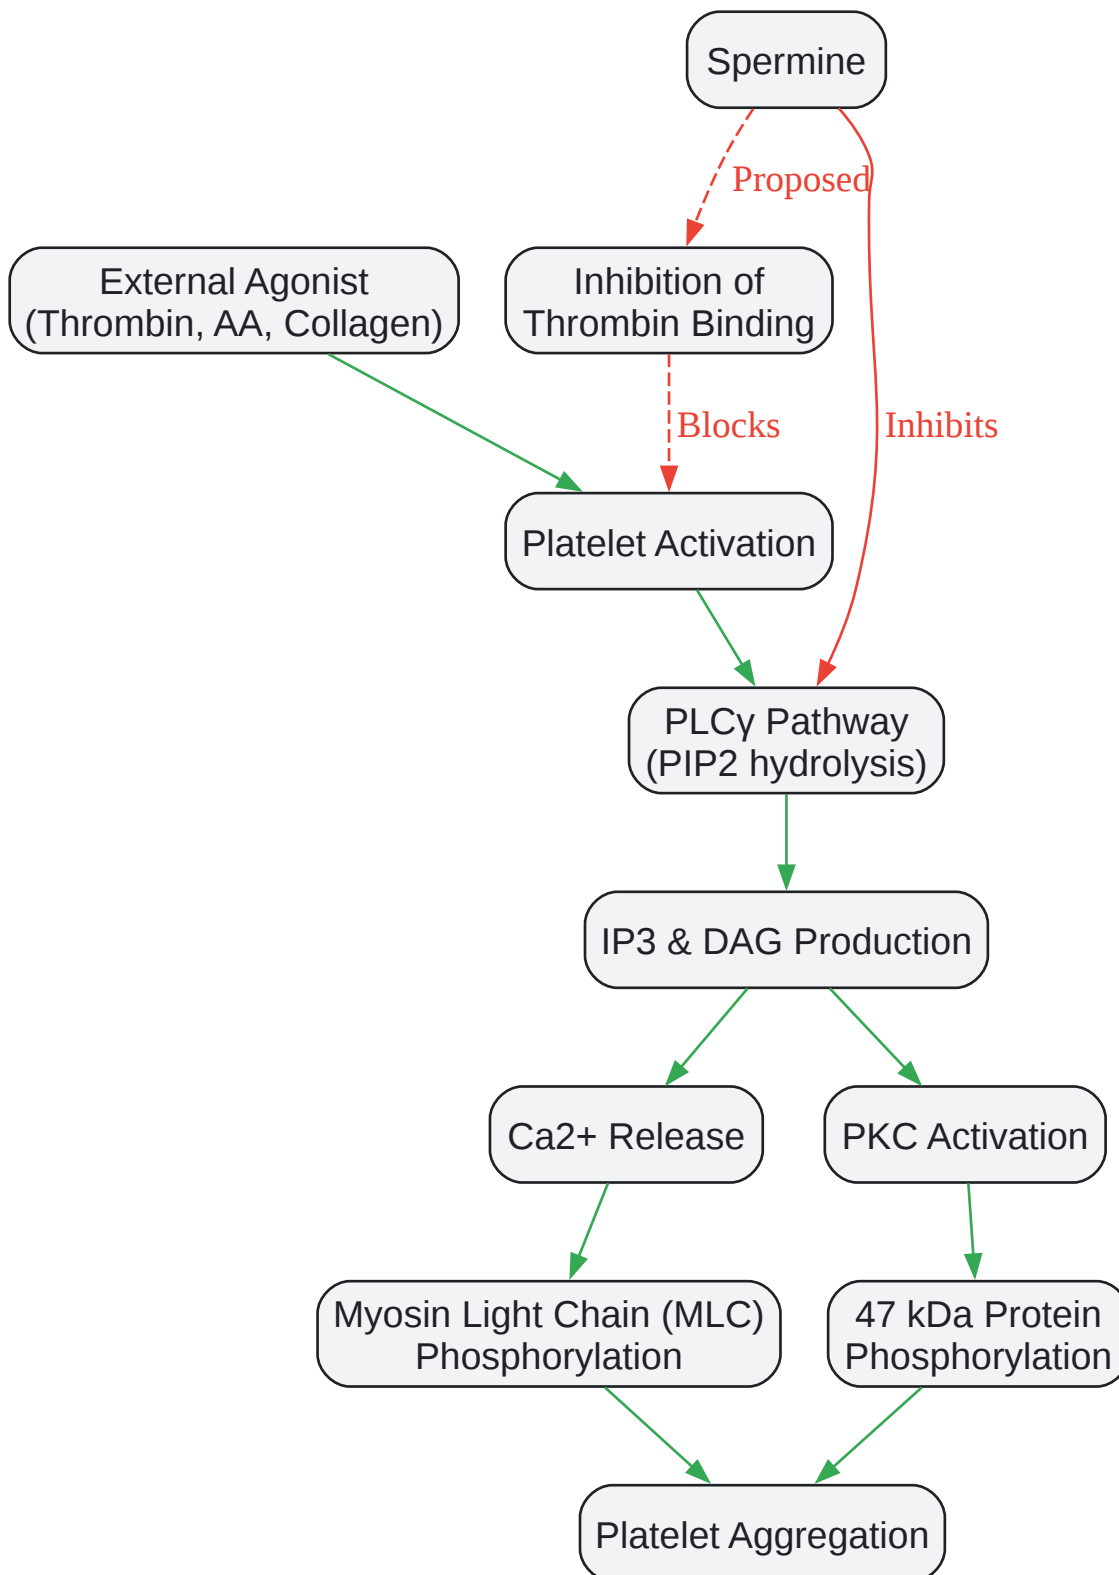 Spermine
Proposed
External Agonist
(Thrombin, AA, Collagen)
Inhibition of
Thrombin Binding
Blocks
Inhibits
Platelet Activation
PLCγ Pathway
(PIP2 hydrolysis)
IP3 & DAG Production
Ca2+ Release
PKC Activation
Myosin Light Chain (MLC)
Phosphorylation
47 kDa Protein
Phosphorylation
Platelet Aggregation